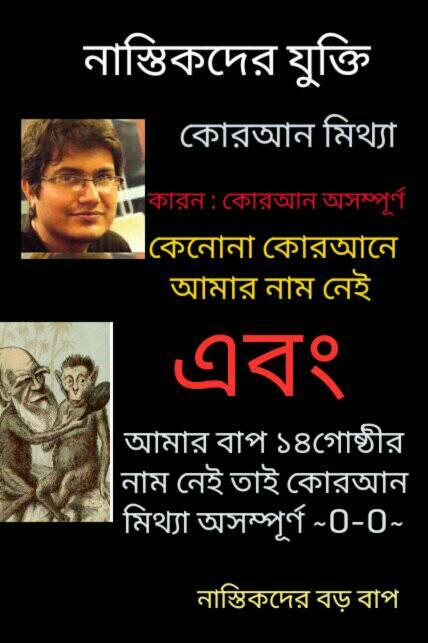 নাস্তিকদের যুক্তি
কোরআন মিথ্যা
কারন : কোরআন অসম্পূর্ণ
কেনোনা কোরআনে
আমার নাম নেই
এবং
আমার বাপ ১৪গোষ্ঠীর
নাম নেই তাই কোরআন
মিথ্যা অসম্পূর্ণ ~0-0~
নাস্তিকদের বড় বাপ